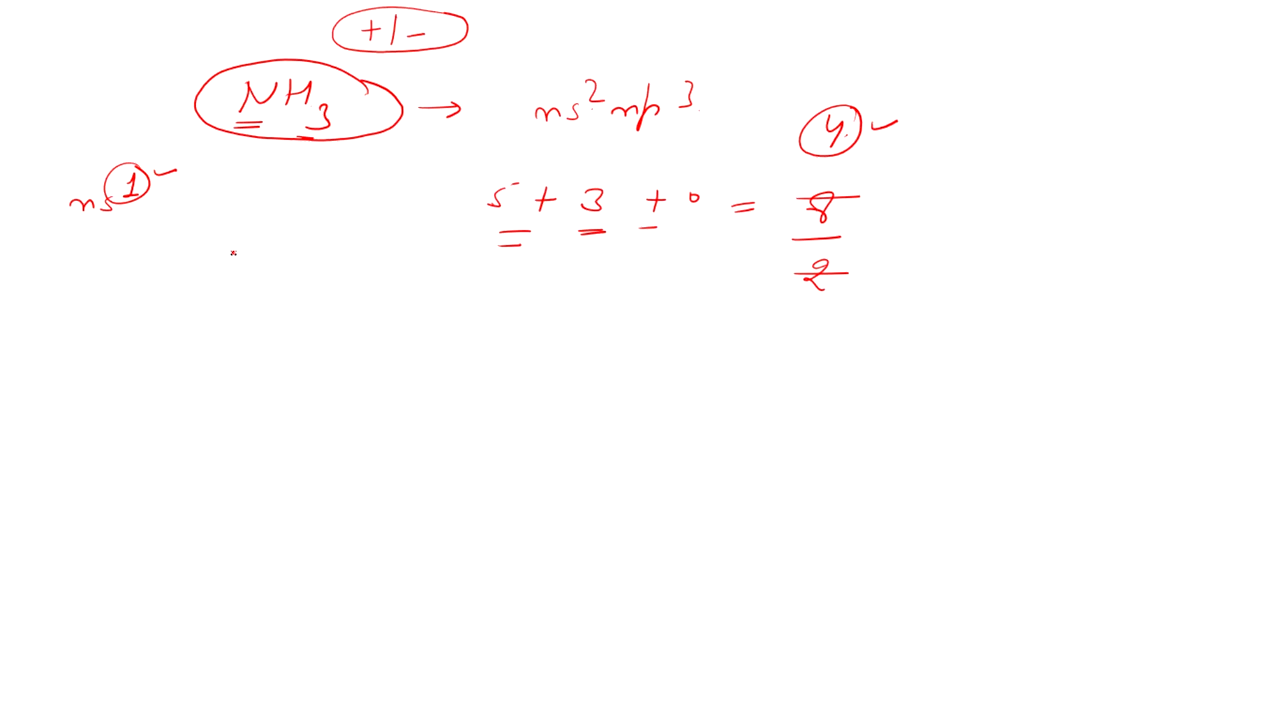 +/-
NH3 → ns2np3
4
ns1
5 + 3 + 0 = 8
2